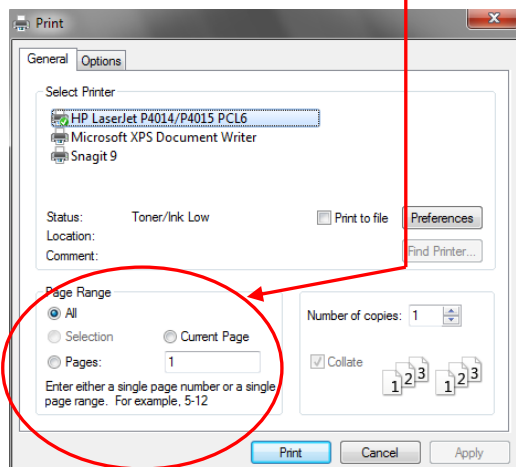 Print
General Options
Select Printer
HP LaserJet P4014/P4015 PCL6
Microsoft XPS Document Writer
Snagit 9
Status: Toner/Ink Low
Location:
Comment:
Print to file Preferences
Find Printer...
Page Range
All
Selection Current Page
Pages: 1
Enter either a single page number or a single
page range. For example, 5-12
Number of copies: 1
Collate
1 2 3 1 2 3
Print Cancel Apply